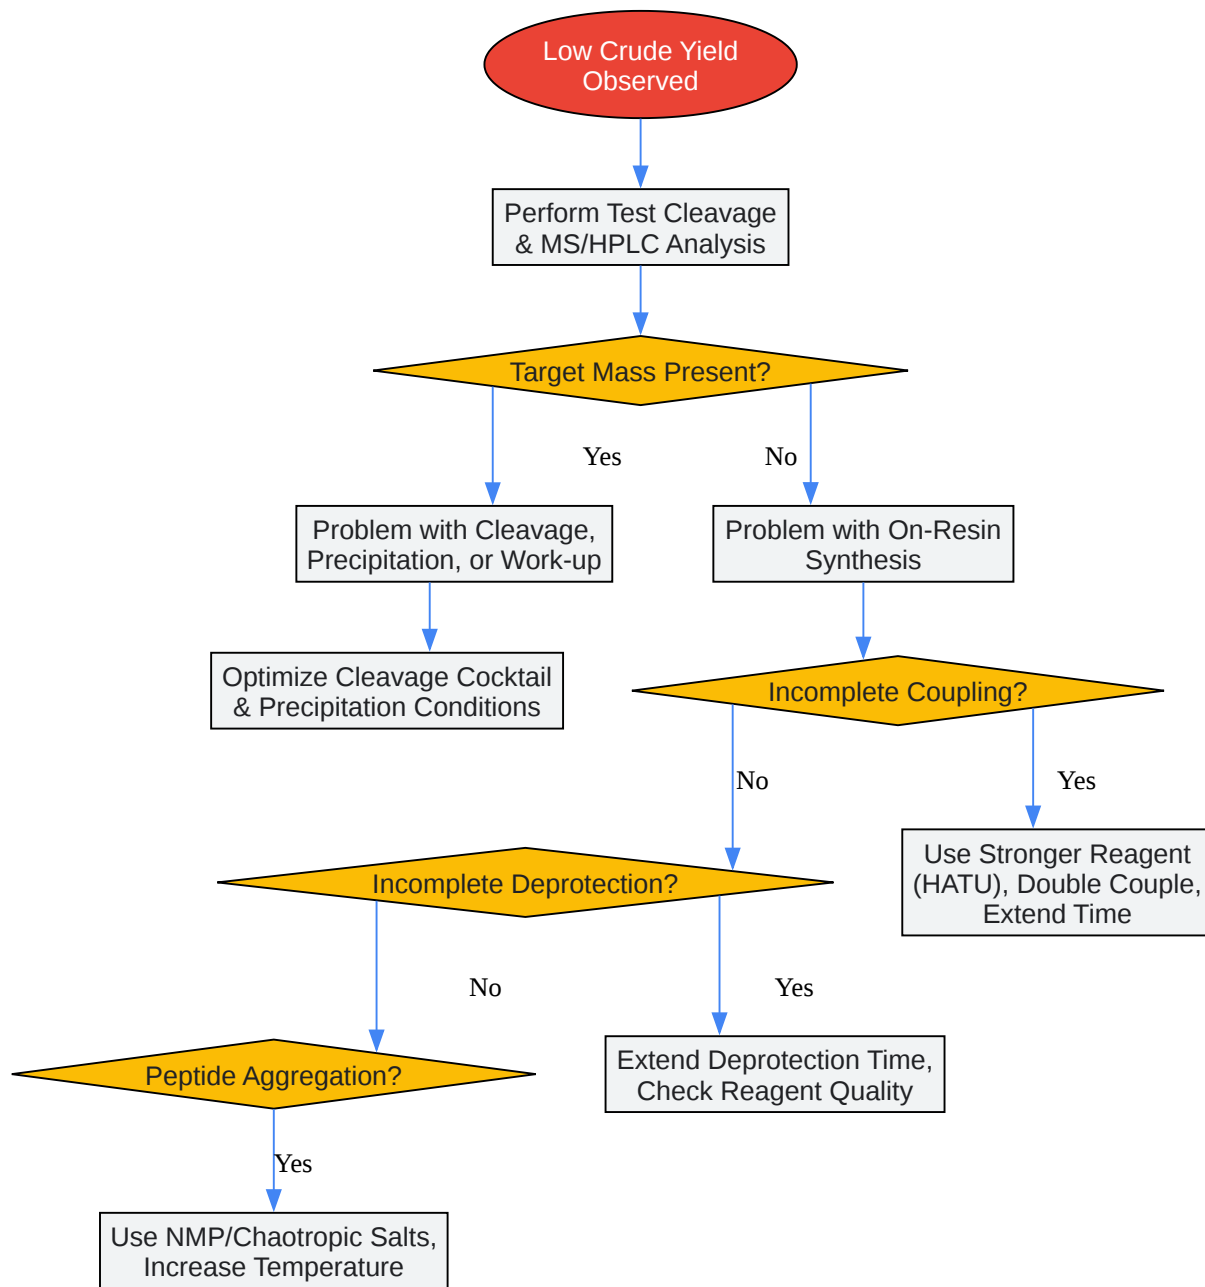 Low Crude Yield
Observed
Perform Test Cleavage
& MS/HPLC Analysis
Target Mass Present?
Yes
No
Problem with Cleavage,
Precipitation, or Work-up
Problem with On-Resin
Synthesis
Optimize Cleavage Cocktail
& Precipitation Conditions
Incomplete Coupling?
No
Yes
Use Stronger Reagent
(HATU), Double Couple,
Extend Time
Incomplete Deprotection?
No
Yes
Peptide Aggregation?
Extend Deprotection Time,
Check Reagent Quality
Yes
Use NMP/Chaotropic Salts,
Increase Temperature